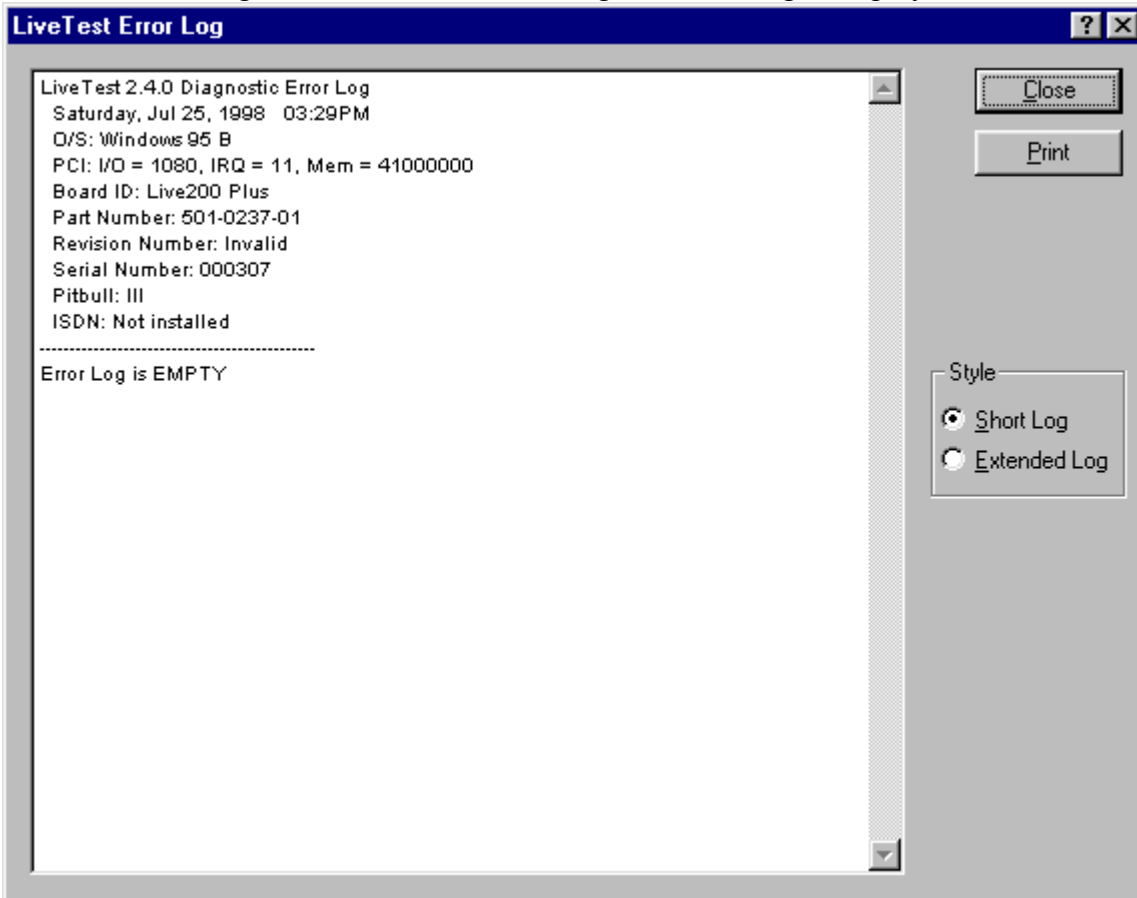 LiveTest Error Log
LiveTest 2.4.0 Diagnostic Error Log
Saturday, Jul 25, 1998 03:29PM
O/S: Windows 95 B
PCI: I/O = 1080, IRQ = 11, Mem = 41000000
Board ID: Live200 Plus
Part Number: 501-0237-01
Revision Number: Invalid
Serial Number: 000307
Pitbull: III
ISDN: Not installed
----------------------------------------------
Error Log is EMPTY
Close
Print
Style
Short Log
Extended Log